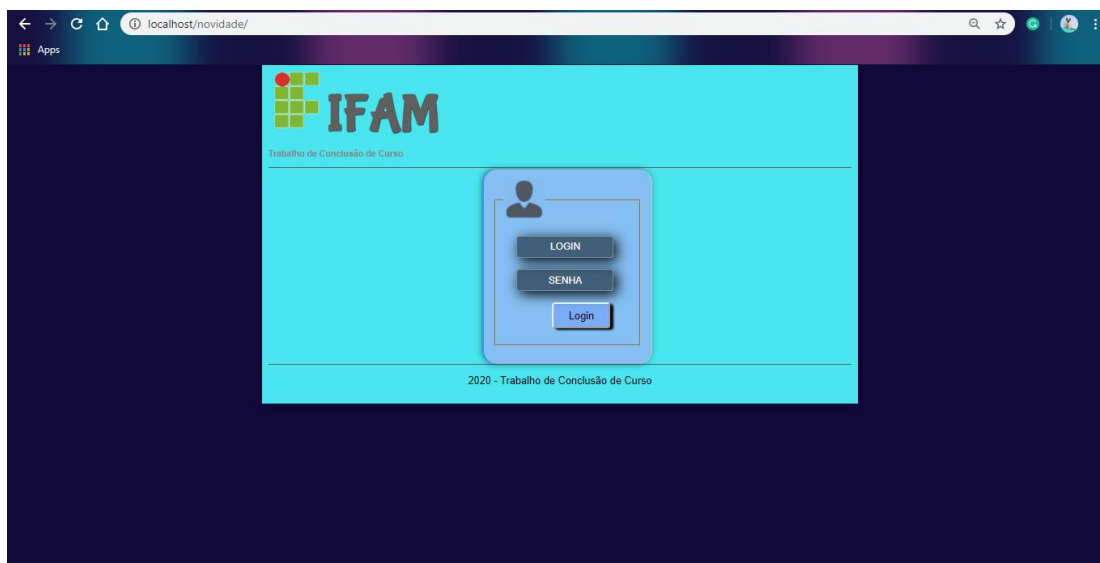 localhost/novidade/
Apps
IFAM
Trabalho de Conclusão de Curso
LOGIN
SENHA
Login
2020 - Trabalho de Conclusão de Curso